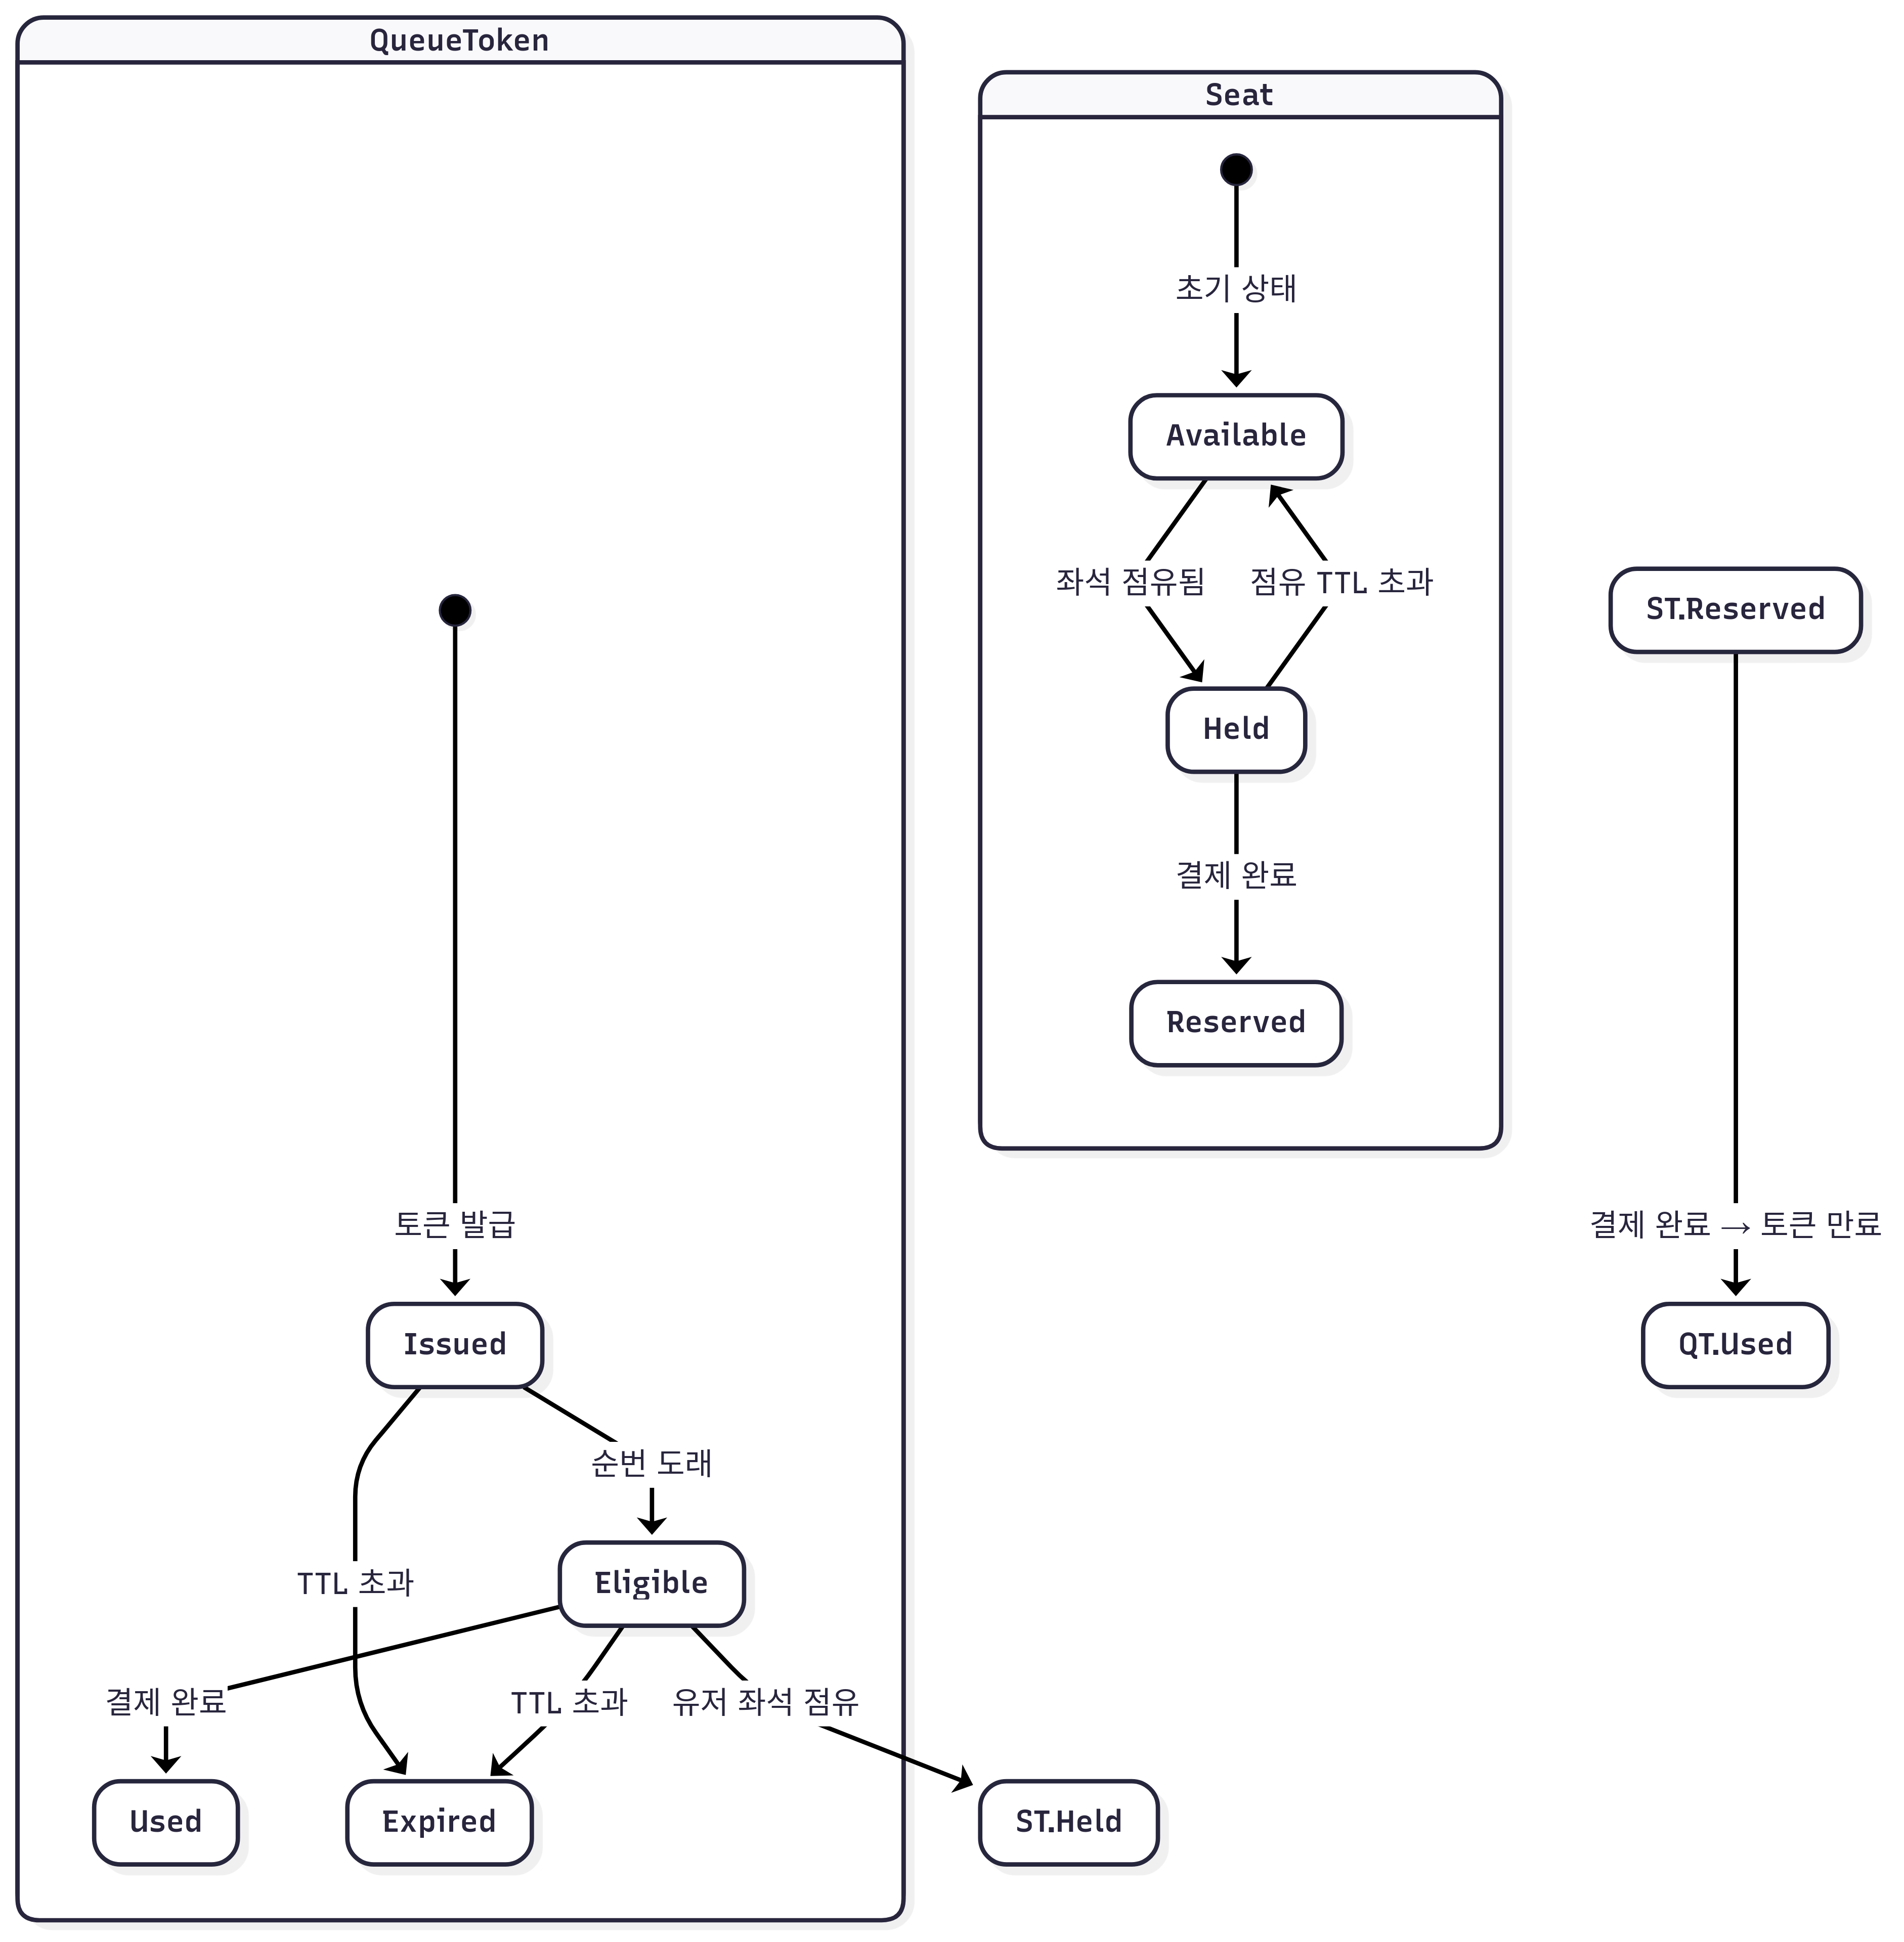 QueueToken
토큰 발급
Issued
순번 도래
TTL 초과
Eligible
결제 완료
TTL 초과
유저 좌석 점유
Used
Expired
ST.Held
Seat
초기 상태
Available
좌석 점유됨
점유 TTL 초과
Held
결제 완료
Reserved
ST.Reserved
결제 완료 → 토큰 만료
QT.Used